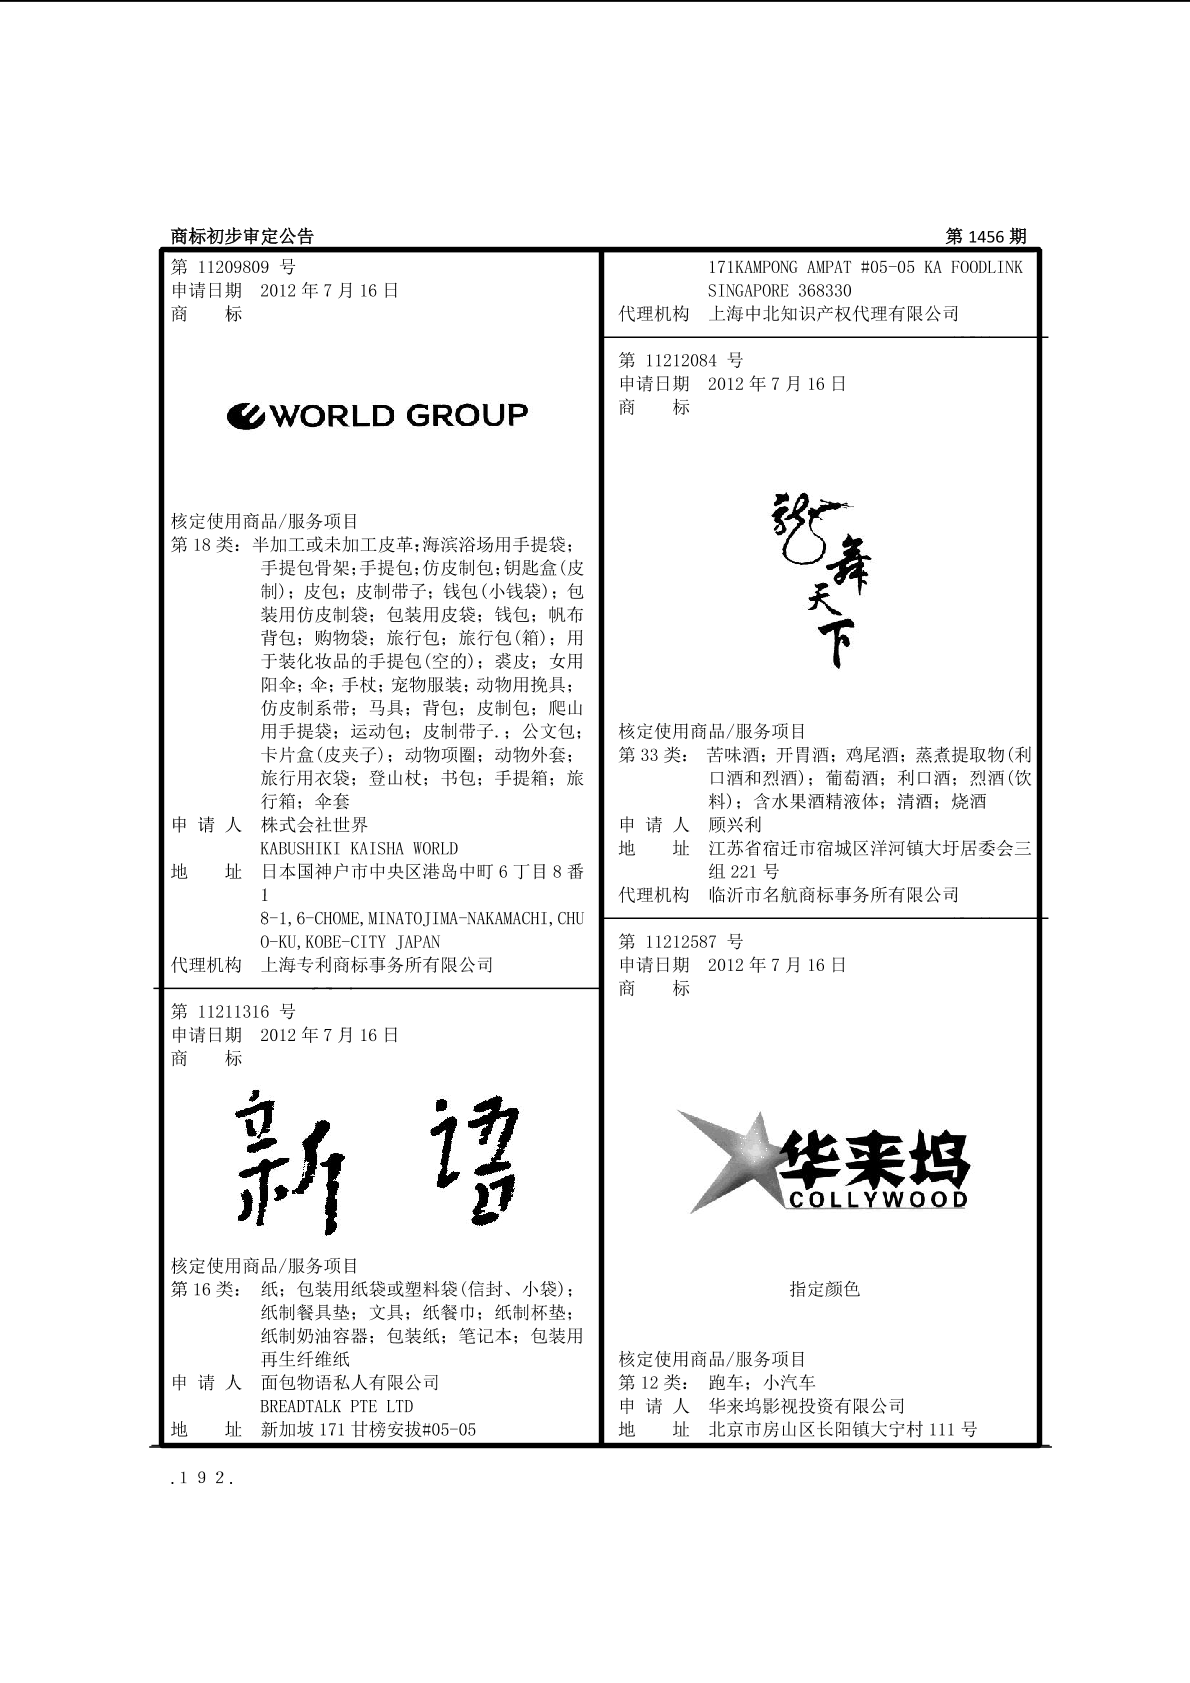 商标初步审定公告
第 1456 期
第 11209809 号
申请日期 2012 年 7 月 16 日
商 标
WORLD GROUP
核定使用商品/服务项目
第 18 类：半加工或未加工皮革；海滨浴场用手提袋；
手提包骨架；手提包；仿皮制包；钥匙盒(皮
制)；皮包；皮制带子；钱包(小钱袋)；包
装用仿皮制袋；包装用皮袋；钱包；帆布
背包；购物袋；旅行包；旅行包(箱)；用
于装化妆品的手提包(空的)；裘皮；女用
阳伞；伞；手杖；宠物服装；动物用挽具；
仿皮制系带；马具；背包；皮制包；爬山
用手提袋；运动包；皮制带子.；公文包；
卡片盒(皮夹子)；动物项圈；动物外套；
旅行用衣袋；登山杖；书包；手提箱；旅
行箱；伞套
申 请 人 株式会社世界
KABUSHIKI KAISHA WORLD
地 址 日本国神户市中央区港岛中町 6 丁目 8 番
1
8-1,6-CHOME,MINATOJIMA-NAKAMACHI,CHU
O-KU,KOBE-CITY JAPAN
代理机构 上海专利商标事务所有限公司
第 11211316 号
申请日期 2012 年 7 月 16 日
商 标
新 语
核定使用商品/服务项目
第 16 类： 纸；包装用纸袋或塑料袋(信封、小袋)；
纸制餐具垫；文具；纸餐巾；纸制杯垫；
纸制奶油容器；包装纸；笔记本；包装用
再生纤维纸
申 请 人 面包物语私人有限公司
BREADTALK PTE LTD
地 址 新加坡 171 甘榜安拔#05-05
171KAMPONG AMPAT #05-05 KA FOODLINK
SINGAPORE 368330
代理机构 上海中北知识产权代理有限公司
第 11212084 号
申请日期 2012 年 7 月 16 日
商 标
龙
舞
天
下
核定使用商品/服务项目
第 33 类： 苦味酒；开胃酒；鸡尾酒；蒸煮提取物(利
口酒和烈酒)；葡萄酒；利口酒；烈酒(饮
料)；含水果酒精液体；清酒；烧酒
申 请 人 顾兴利
地 址 江苏省宿迁市宿城区洋河镇大圩居委会三
组 221 号
代理机构 临沂市名航商标事务所有限公司
第 11212587 号
申请日期 2012 年 7 月 16 日
商 标
华来坞
COLLYWOOD
指定颜色
核定使用商品/服务项目
第 12 类： 跑车；小汽车
申 请 人 华来坞影视投资有限公司
地 址 北京市房山区长阳镇大宁村 111 号
.192.